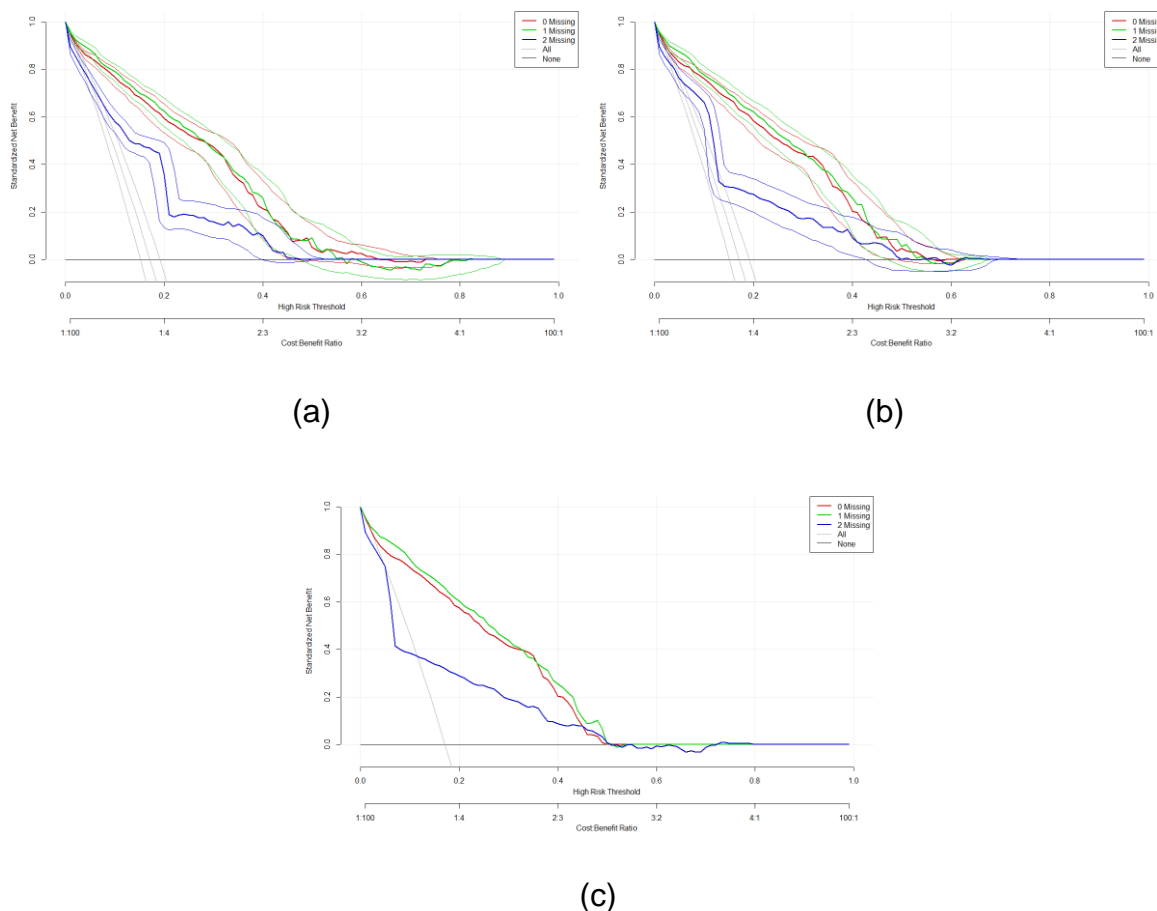 0 Missing
1 Missing
2 Missing
All
None
Standardized Net Benefit
1.0
0.8
0.6
0.4
0.2
0.0
0.0 0.2 0.4 0.6 0.8 1.0
High Risk Threshold
1:100 1:4 2:3 3:2 4:1 100:1
Cost:Benefit Ratio
(a)
0 Missi
1 Missi
2 Missi
All
None
Standardized Net Benefit
1.0
0.8
0.6
0.4
0.2
0.0
0.0 0.2 0.4 0.6 0.8 1.0
High Risk Threshold
1:100 1:4 2:3 3:2 4:1 100:1
Cost:Benefit Ratio
(b)
0 Missing
1 Missing
2 Missing
All
None
Standardized Net Benefit
1.0
0.8
0.6
0.4
0.2
0.0
0.0 0.2 0.4 0.6 0.8 1.0
High Risk Threshold
1:100 1:4 2:3 3:2 4:1 100:1
Cost:Benefit Ratio
(c)